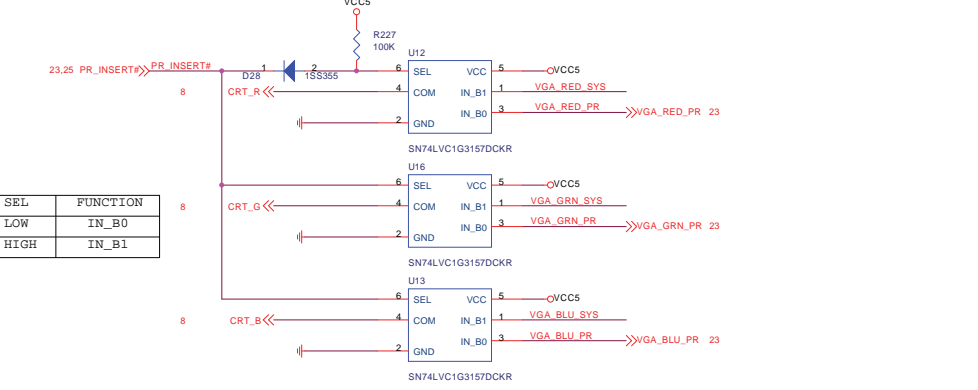 VCC5
R227
100K
U12
23,25 PR_INSERT# PR_INSERT# 1 2 6 SEL VCC 5 VCC5
D28 1SS355
8 CRT_R 4 COM IN_B1 1 VGA_RED_SYS
IN_B0 3 VGA_RED_PR VGA_RED_PR 23
2 GND
SN74LVC1G3157DCKR
U16
6 SEL VCC 5 VCC5
8 CRT_G 4 COM IN_B1 1 VGA_GRN_SYS
IN_B0 3 VGA_GRN_PR VGA_GRN_PR 23
2 GND
SN74LVC1G3157DCKR
SEL FUNCTION
LOW IN_B0
HIGH IN_B1
U13
6 SEL VCC 5 VCC5
8 CRT_B 4 COM IN_B1 1 VGA_BLU_SYS
IN_B0 3 VGA_BLU_PR VGA_BLU_PR 23
2 GND
SN74LVC1G3157DCKR